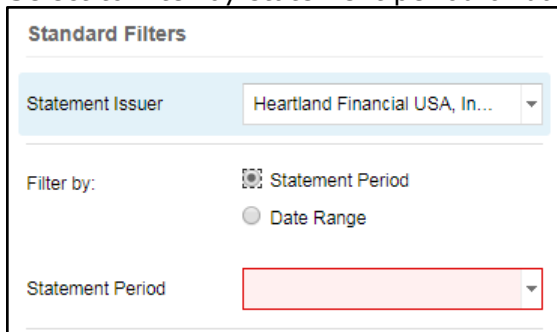 Standard Filters
Statement Issuer Heartland Financial USA, In...
Filter by: Statement Period
Date Range
Statement Period